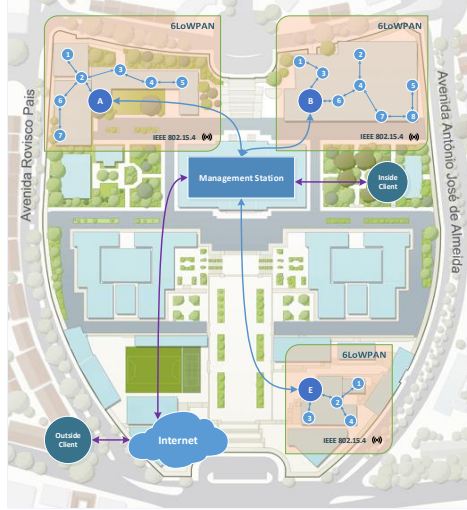 6LoWPAN
1
2
3
4
5
6
7
A
IEEE 802.15.4
6LoWPAN
1
2
3
4
5
6
7
8
B
IEEE 802.15.4
Avenida Rovisco Pais
Avenida António José de Almeida
Management Station
Inside
Client
6LoWPAN
E
1
2
3
4
IEEE 802.15.4
Outside
Client
Internet